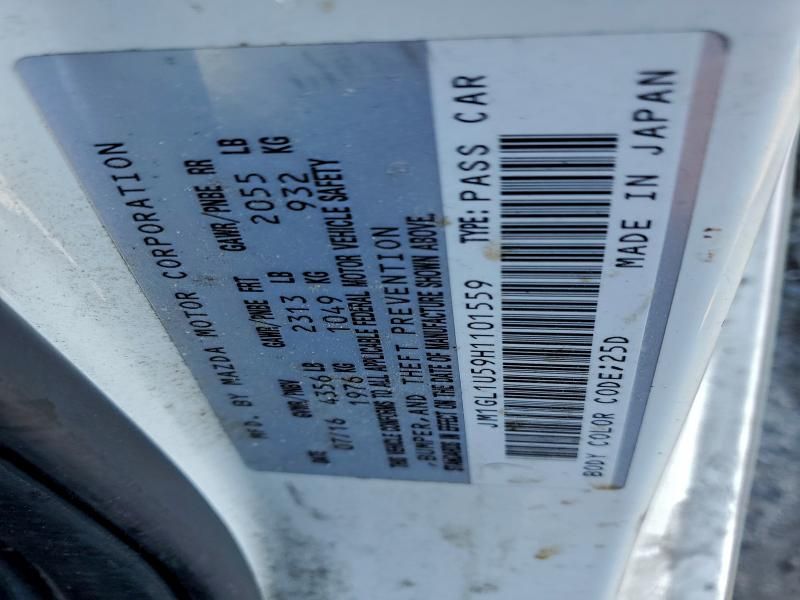 MFD. BY MAZDA MOTOR CORPORATION
DATE GVWR/PNBV GAWR/PNBE FRT GAWR/PNBE RR
07/16 4356 LB 2313 LB 2055 LB
1976 KG 1049 KG 932 KG
THIS VEHICLE CONFORMS TO ALL APPLICABLE FEDERAL MOTOR VEHICLE SAFETY
,BUMPER,AND THEFT PREVENTION
STANDARDS IN EFFECT ON THE DATE OF MANUFACTURE SHOWN ABOVE.
JM1GL1U59H1101559 TYPE:PASS CAR
BODY COLOR CODE;25D MADE IN JAPAN